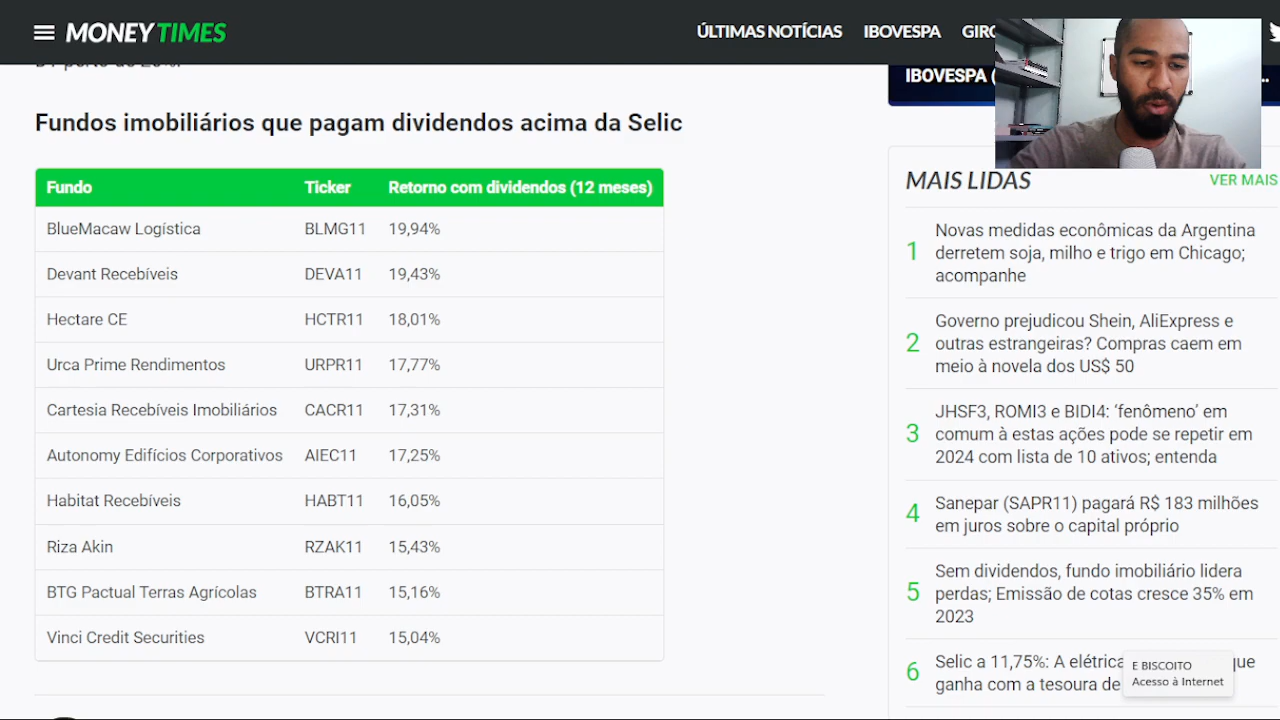 MONEY TIMES
ÚLTIMAS NOTÍCIAS
IBOVESPA
Fundos imobiliários que pagam dividendos acima da Selic
Fundo Ticker Retorno com dividendos (12 meses)
BlueMacaw Logística BLMG11 19,94%
Devant Recebíveis DEVA11 19,43%
Hectare CE HCTR11 18,01%
Urca Prime Rendimentos URPR11 17,77%
Cartesia Recebíveis Imobiliários CACR11 17,31%
Autonomy Edifícios Corporativos AIEC11 17,25%
Habitat Recebíveis HABT11 16,05%
Riza Akin RZAK11 15,43%
BTG Pactual Terras Agrícolas BTRA11 15,16%
Vinci Credit Securities VCRI11 15,04%
IBOVESPA (
MAIS LIDAS
VER MAIS
1 Novas medidas econômicas da Argentina
derretem soja, milho e trigo em Chicago;
acompanhe
2 Governo prejudicou Shein, AliExpress e
outras estrangeiras? Compras caem em
meio à novela dos US$ 50
3 JHSF3, ROMI3 e BIDI4: ‘fenômeno’ em
comum à estas ações pode se repetir em
2024 com lista de 10 ativos; entenda
4 Sanepar (SAPR11) pagará R$ 183 milhões
em juros sobre o capital próprio
5 Sem dividendos, fundo imobiliário lidera
perdas; Emissão de cotas cresce 35% em
2023
6 Selic a 11,75%: A que
ganha com a tesoura de
E BISCOITO
Acesso à Internet